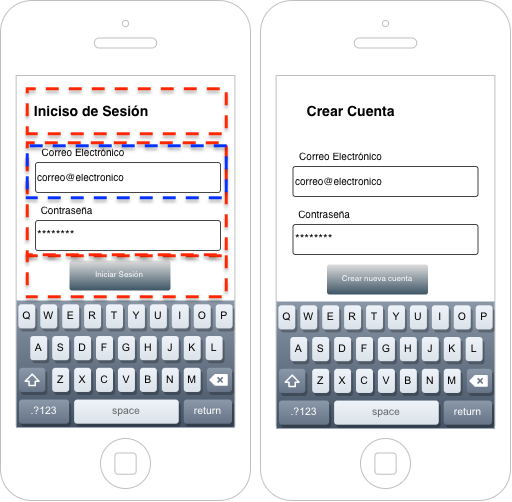 Iniciso de Sesión
Correo Electrónico
correo@electronico
Contraseña
********
Iniciar Sesión
Q W E R T Y U I O P
A S D F G H J K L
Z X C V B N M
.?123 space return
Crear Cuenta
Correo Electrónico
correo@electronico
Contraseña
********
Crear nueva cuenta
Q W E R T Y U I O P
A S D F G H J K L
Z X C V B N M
.?123 space return